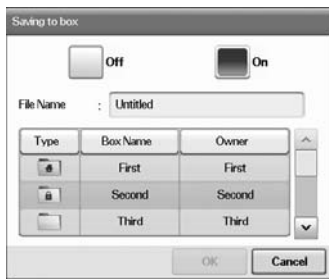 Saving to box
Off On
File Name : Untitled
Type Box Name Owner
First First
Second Second
Third Third
OK Cancel